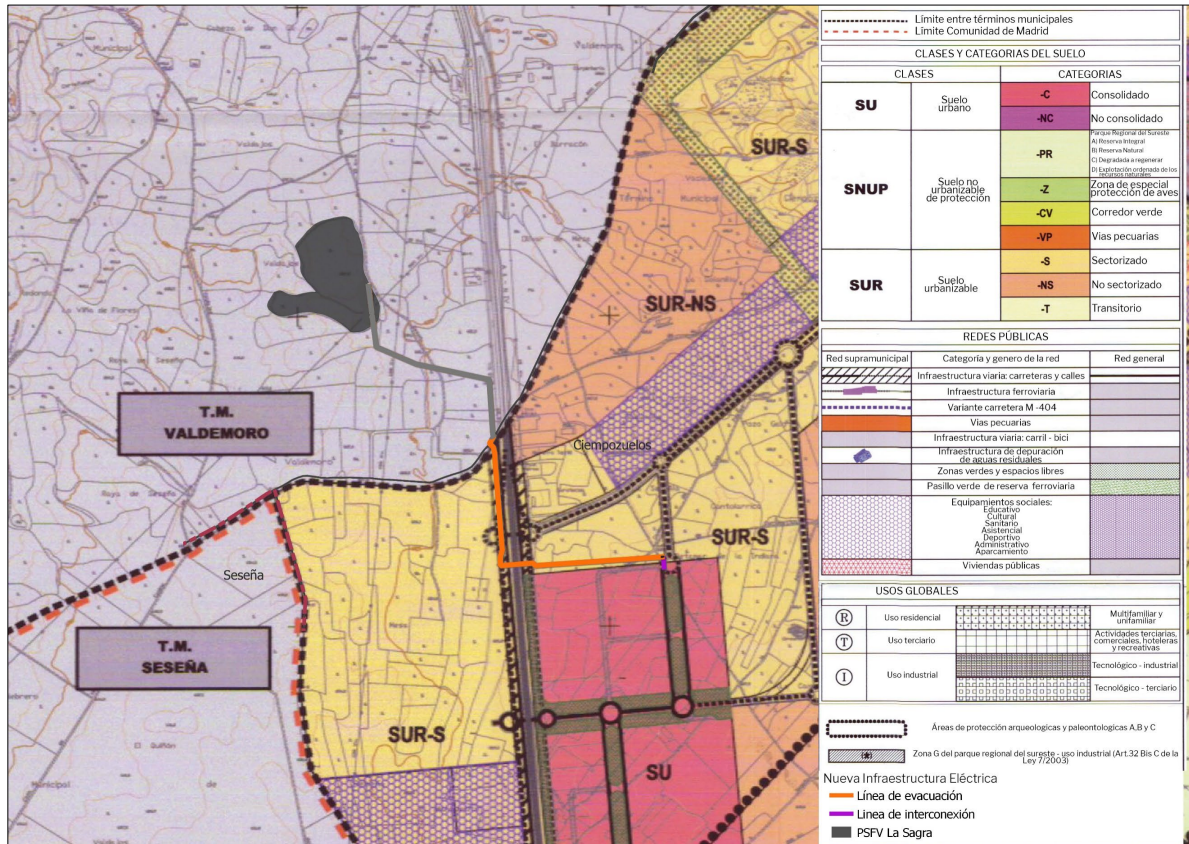 Límite entre términos municipales
Límite Comunidad de Madrid
CLASES Y CATEGORIAS DEL SUELO
CLASES
CATEGORIAS
SU
Suelo
urbano
-C
Consolidado
-NC
No consolidado
SNUP
Suelo no
urbanizable
de protección
-PR
Parque Regional del Sureste
A) Reserva Integral
B) Reserva Natural
C) Degradada a regenerar
D) Explotación ordenada de los
recursos naturales
-Z
Zona de especial
protección de aves
-CV
Corredor verde
-VP
Vias pecuarias
SUR
Suelo
urbanizable
-S
Sectorizado
-NS
No sectorizado
-T
Transitorio
REDES PÚBLICAS
Red supramunicipal
Categoría y genero de la red
Red general
Infraestructura viaria: carreteras y calles
Infraestructura ferroviaria
Variante carretera M -404
Vias pecuarias
Infraestructura viaria: carril - bici
Infraestructura de depuración
de aguas residuales
Zonas verdes y espacios libres
Pasillo verde de reserva ferroviaria
Equipamientos sociales:
Educativo
Cultural
Sanitario
Asistencial
Deportivo
Administrativo
Aparcamiento
Viviendas públicas
USOS GLOBALES
R
Uso residencial
Multifamiliar y
unifamiliar
T
Uso terciario
Actividades terciarias,
comerciales, hoteleras
y recreativas
I
Uso industrial
Tecnológico - industrial
Tecnológico - terciario
Áreas de protección arqueologicas y paleontologicas A,B y C
Zona G del parque regional del sureste - uso industrial (Art.32 Bis C de la
Ley 7/2003)
Nueva Infraestructura Eléctrica
Línea de evacuación
Linea de interconexión
PSFV La Sagra
SUR-S
SUR-NS
T.M.
VALDEMORO
Ciempozuelos
SUR-S
Seseña
T.M.
SESEÑA
SUR-S
SU
Valdemoro
El Quiñón
Municipal
de